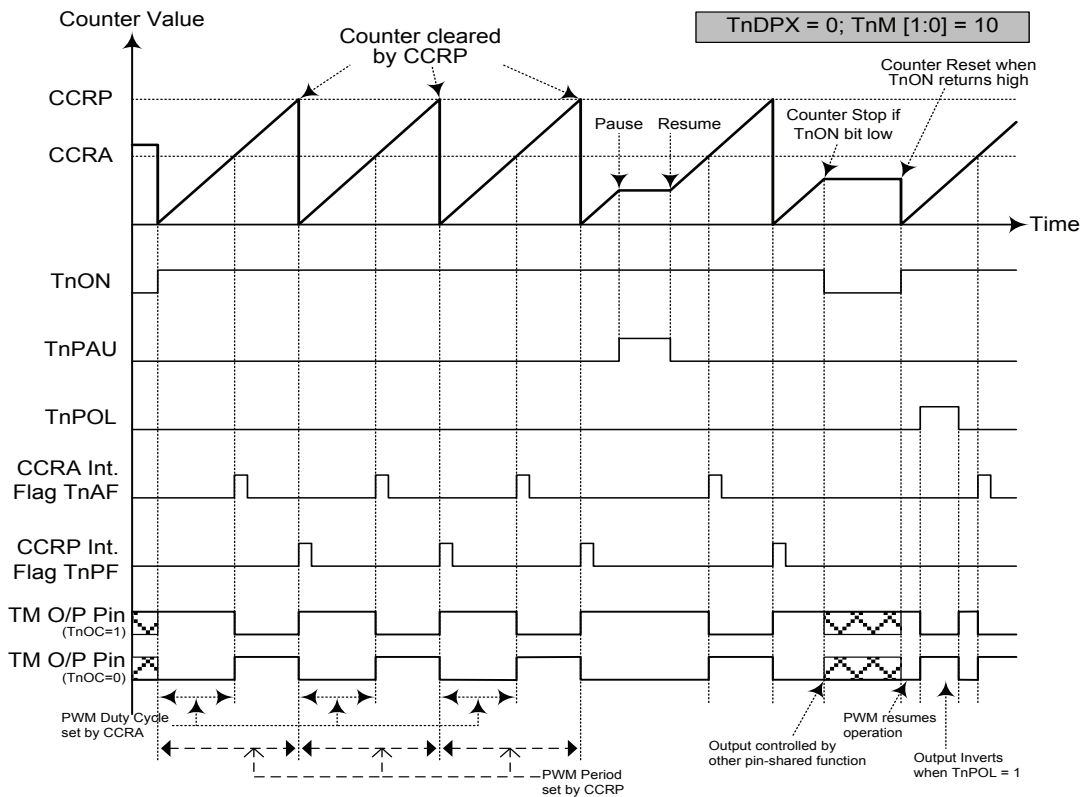 Counter Value
TnDPX = 0; TnM [1:0] = 10
Counter cleared
by CCRP
Counter Reset when
TnON returns high
CCRP
Counter Stop if
TnON bit low
Pause
Resume
CCRA
Time
TnON
TnPAU
TnPOL
CCRA Int.
Flag TnAF
CCRP Int.
Flag TnPF
TM O/P Pin
(TnOC=1)
TM O/P Pin
(TnOC=0)
PWM Duty Cycle
set by CCRA
PWM resumes
operation
Output controlled by
other pin-shared function
Output Inverts
when TnPOL = 1
PWM Period
set by CCRP